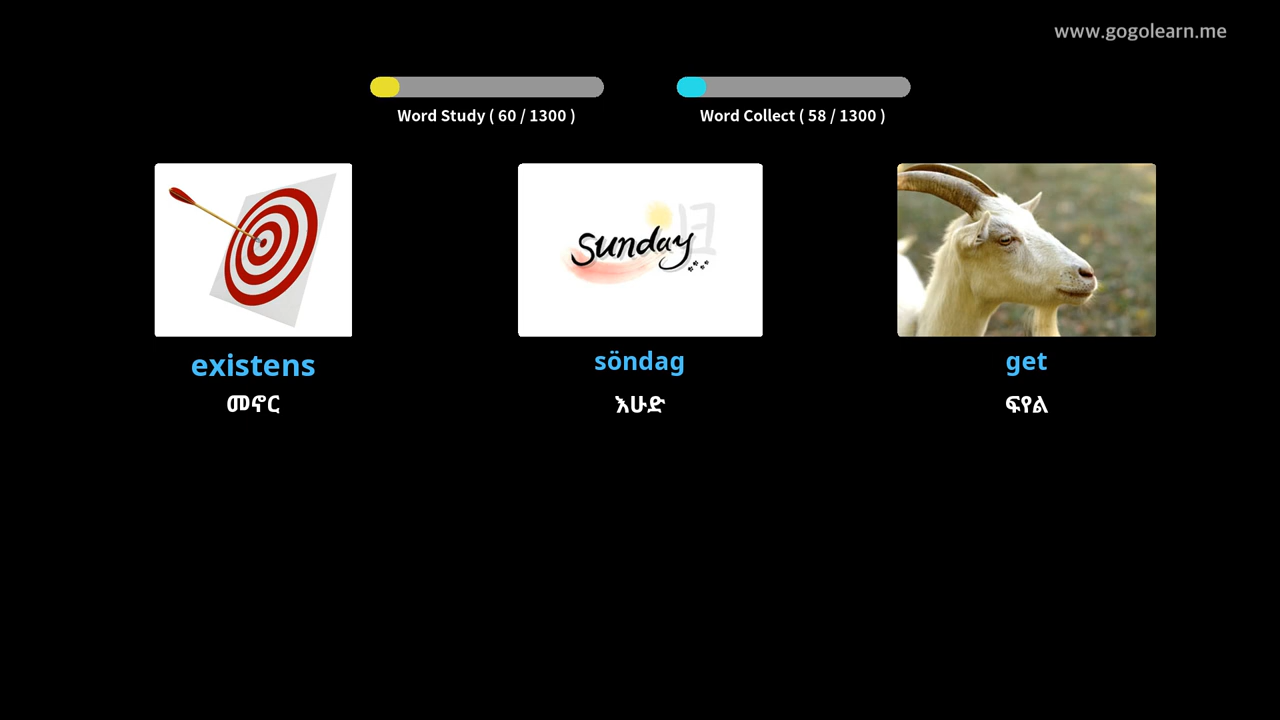 www.gogolearn.me
Word Study ( 60 / 1300 )
Word Collect ( 58 / 1300 )
Sunday
existens
söndag
get
መኖር
እሁድ
ፍየል